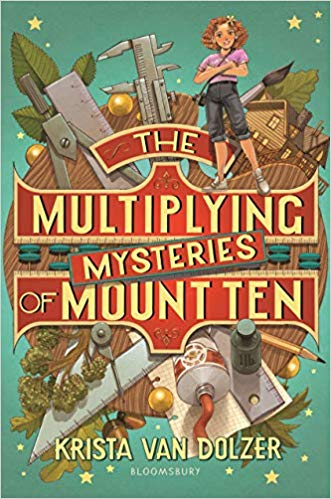 THE
MULTIPLYING
MYSTERIES
OF MOUNT TEN
KRISTA VAN DOLZER
BLOOMSBURY